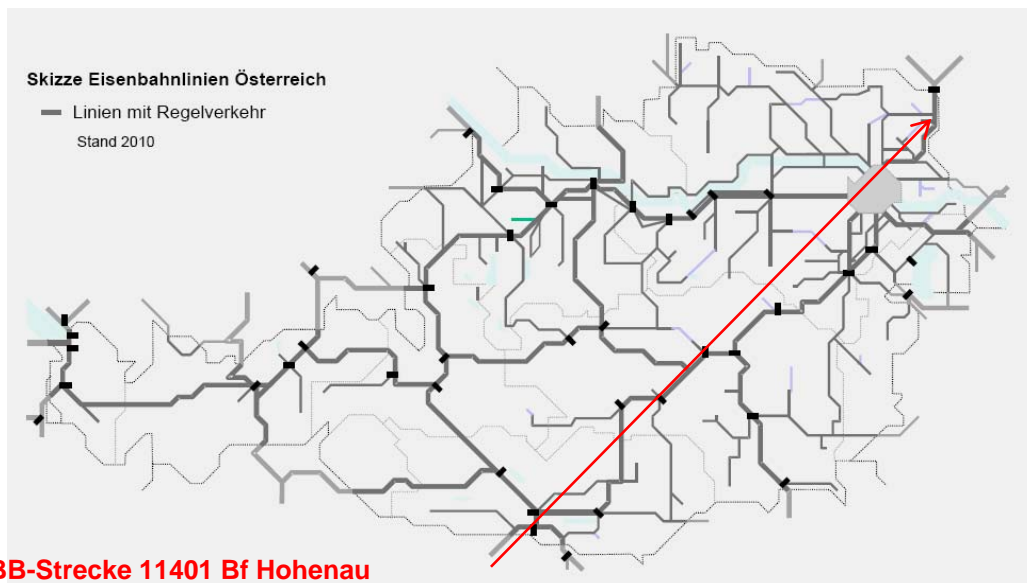 Skizze Eisenbahnlinien Österreich
Linien mit Regelverkehr
Stand 2010
BB-Strecke 11401 Bf Hohenau